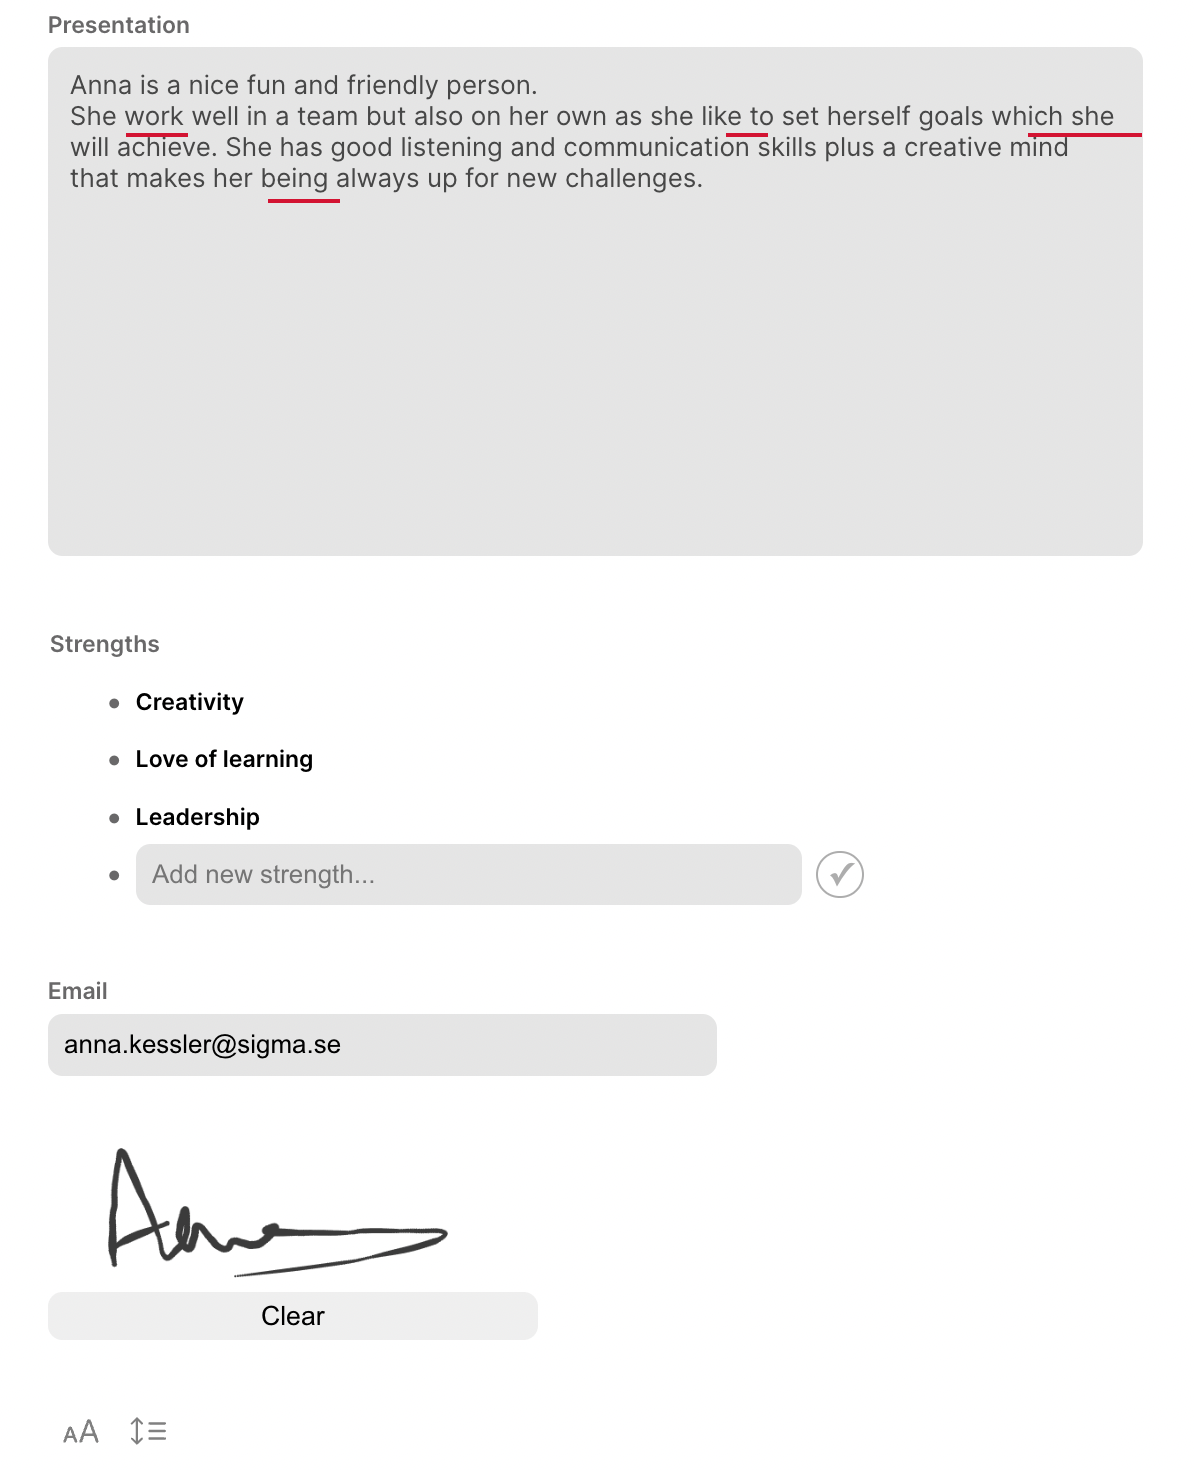 Presentation
Anna is a nice fun and friendly person.
She work well in a team but also on her own as she like to set herself goals which she
will achieve. She has good listening and communication skills plus a creative mind
that makes her being always up for new challenges.
Strengths
Creativity
Love of learning
Leadership
Add new strength...
Email
anna.kessler@sigma.se
Anna
Clear
AA